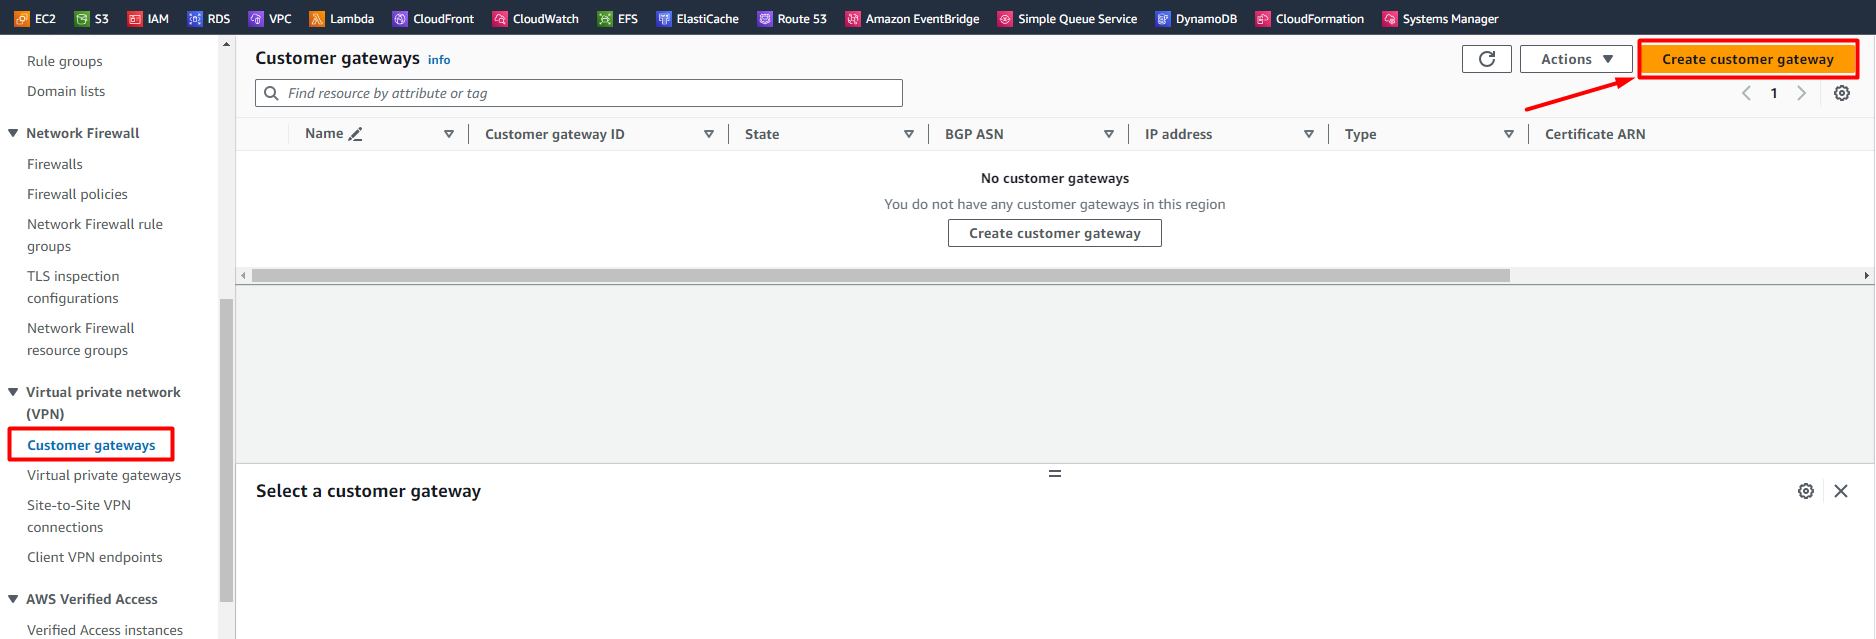 EC2 S3 IAM RDS VPC Lambda CloudFront CloudWatch EFS ElastiCache Route 53 Amazon EventBridge Simple Queue Service DynamoDB CloudFormation Systems Manager
Rule groups
Domain lists
Network Firewall
Firewalls
Firewall policies
Network Firewall rule
groups
TLS inspection
configurations
Network Firewall
resource groups
Virtual private network
(VPN)
Customer gateways
Virtual private gateways
Site-to-Site VPN
connections
Client VPN endpoints
AWS Verified Access
Verified Access instances
Customer gateways info
Actions
Create customer gateway
Find resource by attribute or tag
1
Name Customer gateway ID State BGP ASN IP address Type Certificate ARN
No customer gateways
You do not have any customer gateways in this region
Create customer gateway
Select a customer gateway